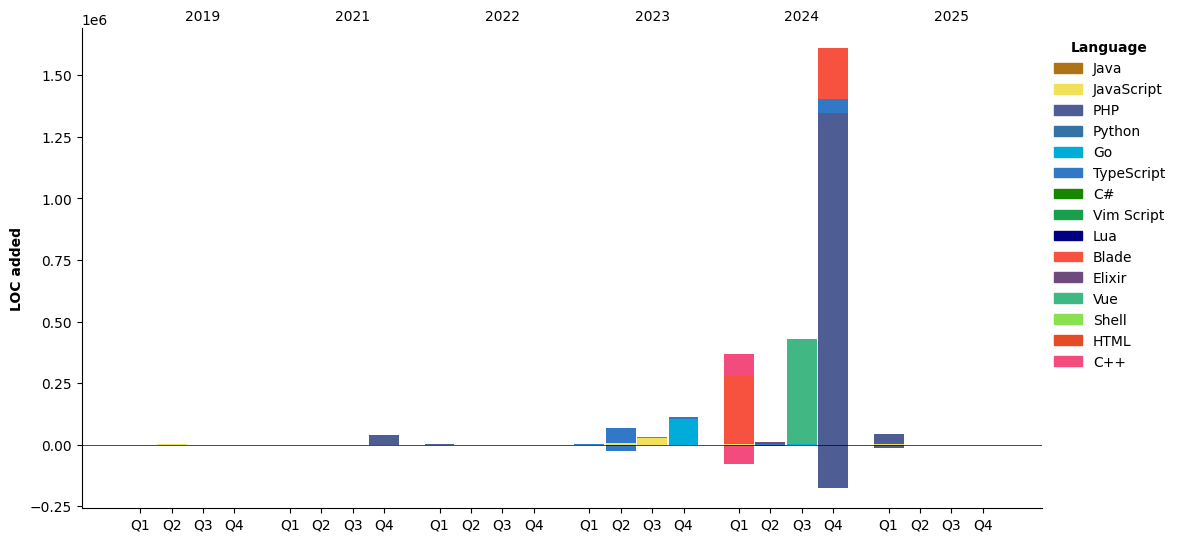 2019 2021 2022 2023 2024 2025
1e6
1.50
1.25
1.00
0.75
0.50
0.25
0.00
−0.25
LOC added
Q1 Q2 Q3 Q4 Q1 Q2 Q3 Q4 Q1 Q2 Q3 Q4 Q1 Q2 Q3 Q4 Q1 Q2 Q3 Q4 Q1 Q2 Q3 Q4
Language
Java
JavaScript
PHP
Python
Go
TypeScript
C#
Vim Script
Lua
Blade
Elixir
Vue
Shell
HTML
C++